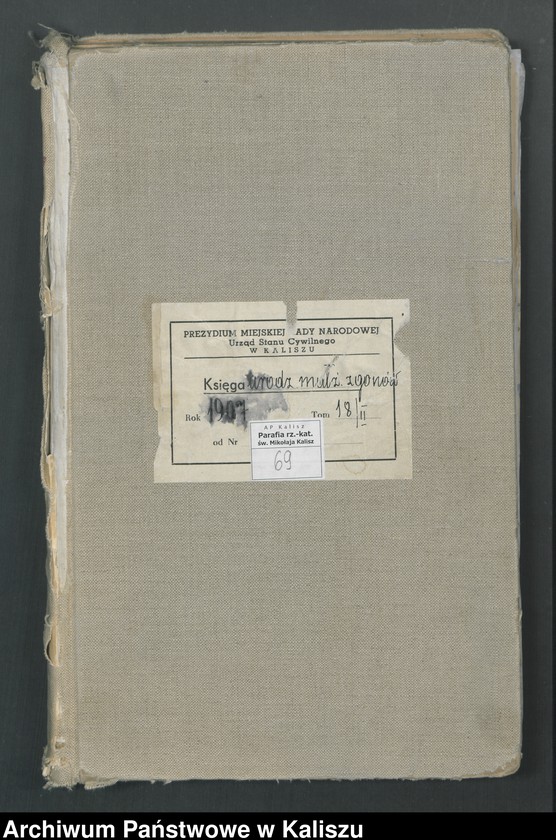 PREZYDIUM MIEJSKIEJ ADY NARODOWEJ
Urząd Stanu Cywilnego
W KALISZU
Księga urodz małż. zgonów
Rok 1907 Tom 18/II
od Nr
AP Kalisz
Parafia rz.-kat.
św. Mikołaja Kalisz
69
Archiwum Państwowe w Kaliszu